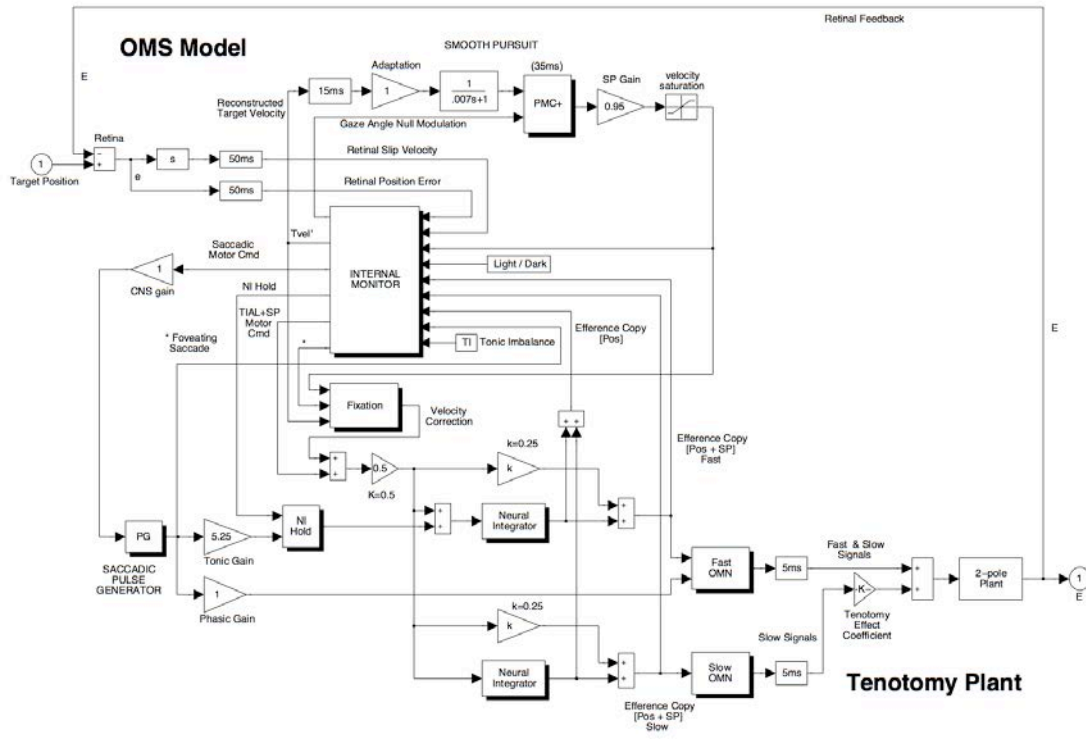 Retinal Feedback
OMS Model
SMOOTH PURSUIT
E
Adaptation
(35ms)
SP Gain
velocity
saturation
15ms
1
1
.007s+1
PMC+
0.95
Reconstructed
Target Velocity
Gaze Angle Null Modulation
Retina
Retinal Slip Velocity
1
−
+
s
50ms
Target Position
e
Retinal Position Error
50ms
Tvel'
Saccadic
Motor Cmd
Light / Dark
1
INTERNAL
MONITOR
CNS gain
NI Hold
TIAL+SP
Motor
Cmd
Efference Copy
[Pos]
* Foveating
Saccade
*
TI
Tonic Imbalance
E
Fixation
Velocity
Correction
+ +
Efference Copy
[Pos + SP]
Fast
k=0.25
+
+
0.5
k
K=0.5
+
+
+
+
NI
Hold
Neural
Integrator
PG
5.25
Tonic Gain
Fast
OMN
5ms
Fast & Slow
Signals
SACCADIC
PULSE
GENERATOR
+
+
2−pole
Plant
1
E
1
Phasic Gain
k=0.25
-K-
Tenotomy
Effect
Coefficient
k
Slow Signals
+
+
Neural
Integrator
Slow
OMN
5ms
Tenotomy Plant
Efference Copy
[Pos + SP]
Slow